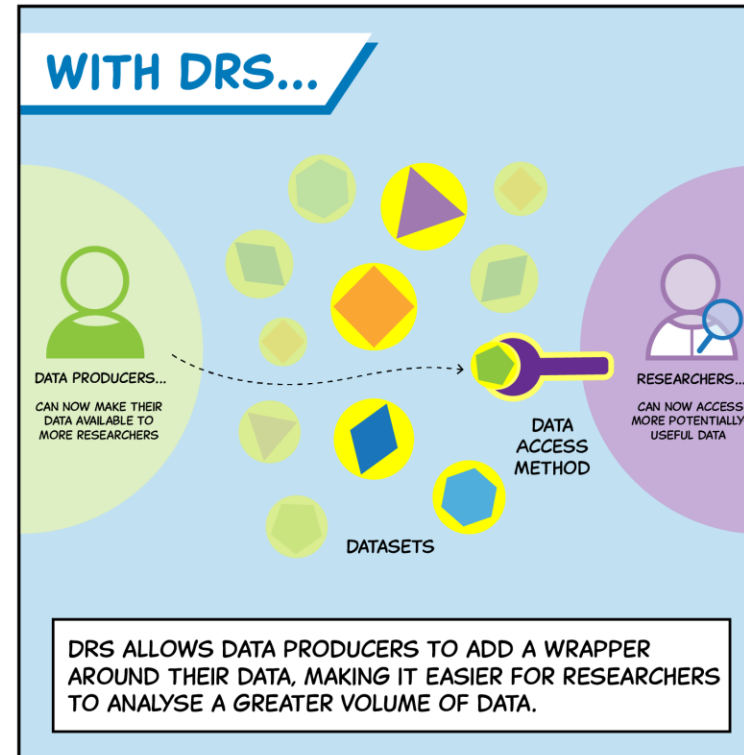 WITH DRS...
DATA PRODUCERS...
CAN NOW MAKE THEIR
DATA AVAILABLE TO
MORE RESEARCHERS
DATASETS
DATA
ACCESS
METHOD
RESEARCHERS...
CAN NOW ACCESS
MORE POTENTIALLY
USEFUL DATA
DRS ALLOWS DATA PRODUCERS TO ADD A WRAPPER
AROUND THEIR DATA, MAKING IT EASIER FOR RESEARCHERS
TO ANALYSE A GREATER VOLUME OF DATA.